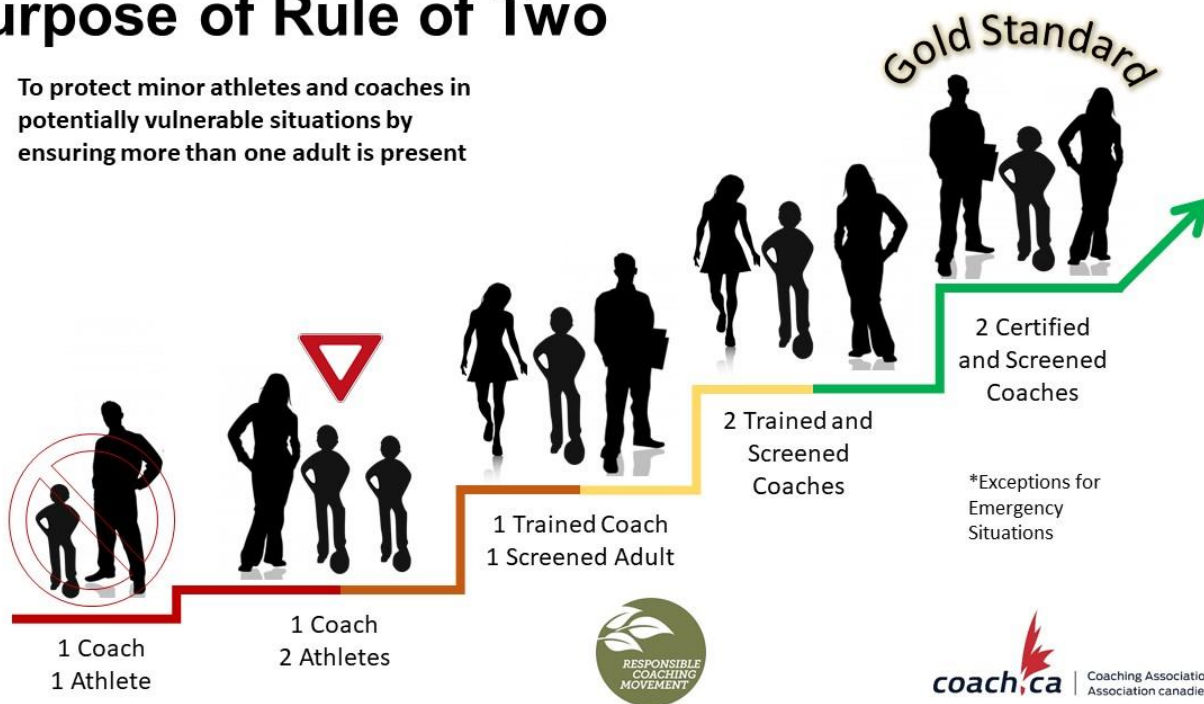 urpose of Rule of Two
To protect minor athletes and coaches in
potentially vulnerable situations by
ensuring more than one adult is present
Gold Standard
1 Coach
1 Athlete
1 Coach
2 Athletes
1 Trained Coach
1 Screened Adult
2 Trained and
Screened
Coaches
2 Certified
and Screened
Coaches
*Exceptions for
Emergency
Situations
RESPONSIBLE
COACHING
MOVEMENT
coach.ca
Coaching Associatio
Association canadie